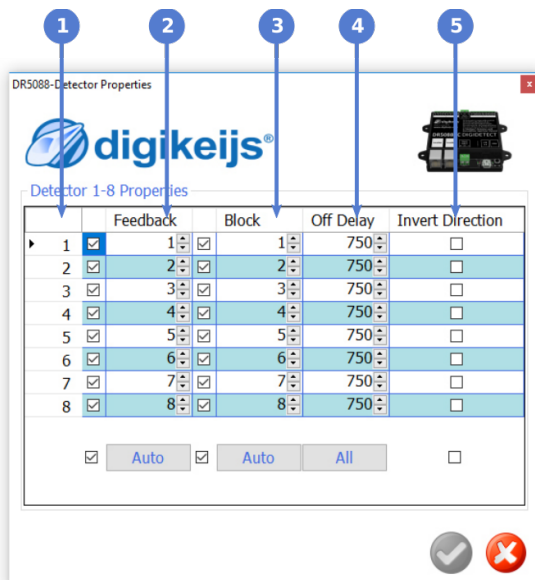 1 2 3 4 5
DR5088-Detector Properties x
digikeijs®
Detector 1-8 Properties
Feedback Block Off Delay Invert Direction
1 1 1 750
2 2 2 750
3 3 3 750
4 4 4 750
5 5 5 750
6 6 6 750
7 7 7 750
8 8 8 750
Auto Auto All